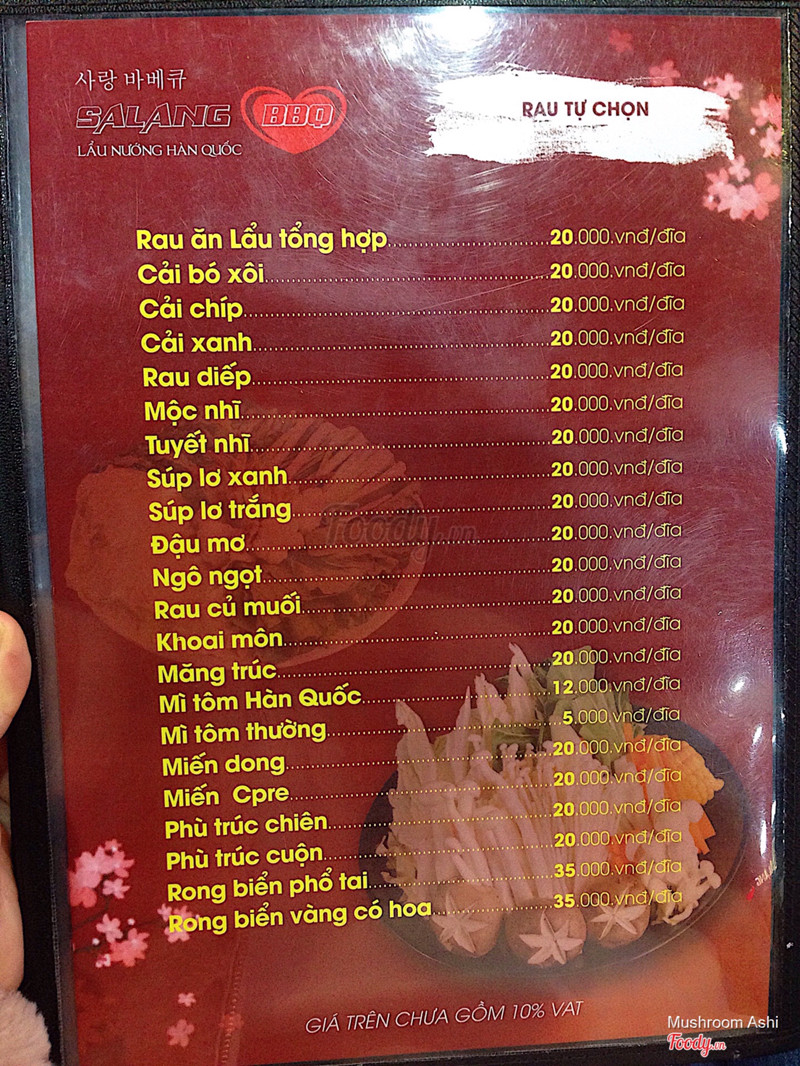 사랑 바베큐
SALANG BBQ
LẨU NƯỚNG HÀN QUỐC
RAU TỰ CHỌN
Rau ăn Lẩu tổng hợp 20.000.vnđ/đĩa
Cải bó xôi 20.000.vnđ/đĩa
Cải chíp 20.000.vnđ/đĩa
Cải xanh 20.000.vnđ/đĩa
Rau diếp 20.000.vnđ/đĩa
Mộc nhĩ 20.000.vnđ/đĩa
Tuyết nhĩ 20.000.vnđ/đĩa
Súp lơ xanh 20.000.vnđ/đĩa
Súp lơ trắng 20.000.vnđ/đĩa
Đậu mơ 20.000.vnđ/đĩa
Ngô ngọt 20.000.vnđ/đĩa
Rau củ muối 20.000.vnđ/đĩa
Khoai môn 20.000.vnđ/đĩa
Măng trúc 20.000.vnđ/đĩa
Mì tôm Hàn Quốc 12.000.vnđ/đĩa
Mì tôm thường 5.000.vnđ/đĩa
Miến dong 20.000.vnđ/đĩa
Miến Cpre 20.000.vnđ/đĩa
Phù trúc chiên 20.000.vnđ/đĩa
Phù trúc cuộn 20.000.vnđ/đĩa
Rong biển phổ tai 35.000.vnđ/đĩa
Rong biển vàng có hoa 35.000.vnđ/đĩa
GIÁ TRÊN CHƯA GỒM 10% VAT
Foody.vn
Mushroom Ashi
Foody.vn